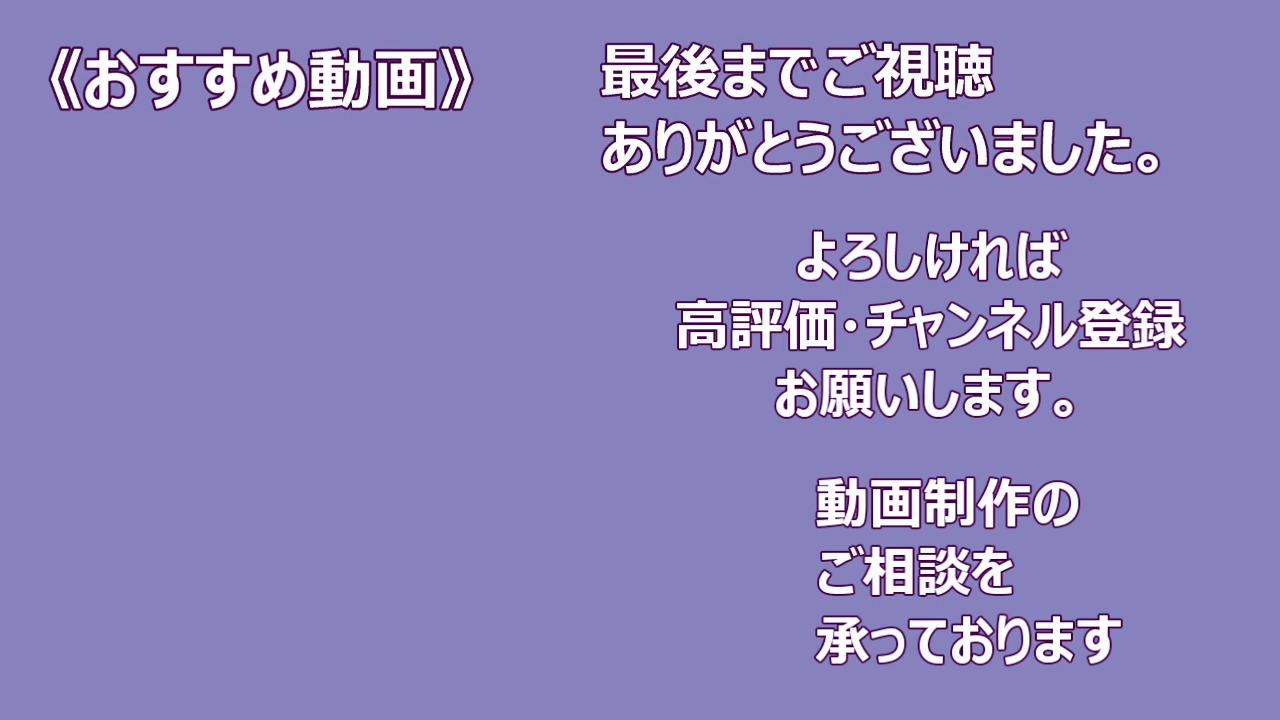 《おすすめ動画》
最後までご視聴
ありがとうございました。
よろしければ
高評価・チャンネル登録
お願いします。
動画制作の
ご相談を
承っております